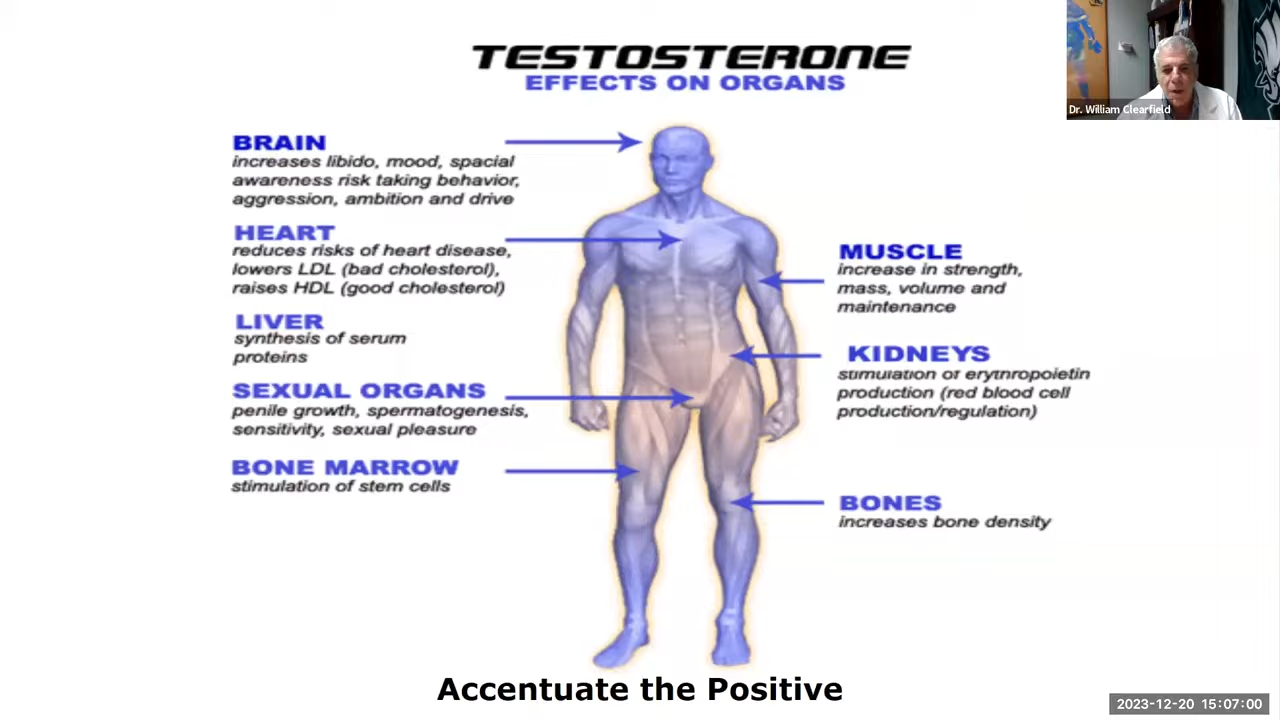 TESTOSTERONE
EFFECTS ON ORGANS
Dr. William Clearfield
BRAIN
increases libido, mood, spacial
awareness risk taking behavior,
aggression, ambition and drive
HEART
reduces risks of heart disease,
lowers LDL (bad cholesterol),
raises HDL (good cholesterol)
LIVER
synthesis of serum
proteins
SEXUAL ORGANS
penile growth, spermatogenesis,
sensitivity, sexual pleasure
BONE MARROW
stimulation of stem cells
MUSCLE
increase in strength,
mass, volume and
maintenance
KIDNEYS
stimulation of erythropoietin
production (red blood cell
production/regulation)
BONES
increases bone density
Accentuate the Positive
2023-12-20 15:07:00